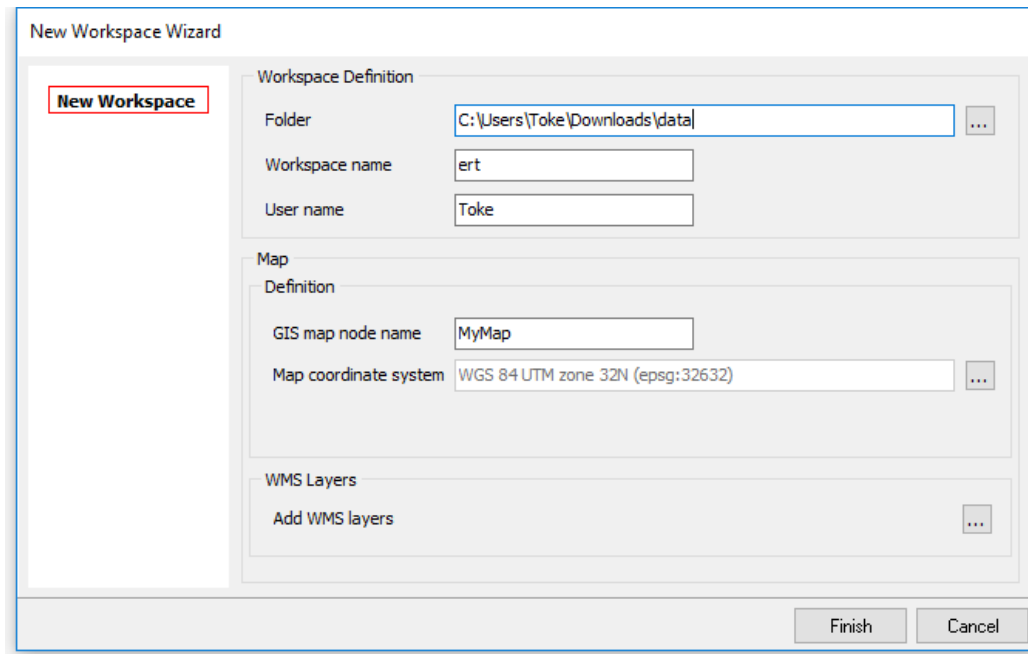 New Workspace Wizard
New Workspace
Workspace Definition
Folder C:\Users\Toke\Downloads\data ...
Workspace name ert
User name Toke
Map
Definition
GIS map node name MyMap
Map coordinate system WGS 84 UTM zone 32N (epsg:32632) ...
WMS Layers
Add WMS layers ...
Finish Cancel